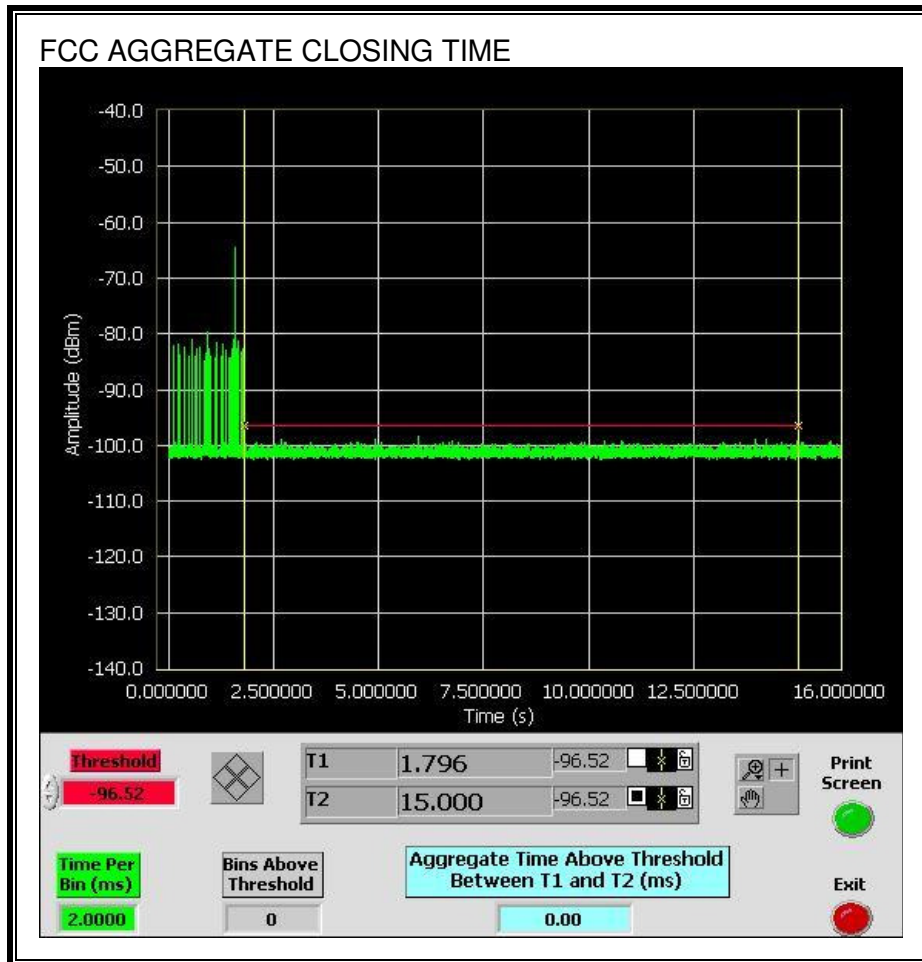 FCC AGGREGATE CLOSING TIME
-40.0
-50.0
-60.0
-70.0
-80.0
-90.0
-100.0
-110.0
-120.0
-130.0
-140.0
Amplitude (dBm)
0.000000 2.500000 5.000000 7.500000 10.000000 12.500000 16.000000
Time (s)
Threshold
-96.52
T1 1.796 -96.52
T2 15.000 -96.52
Print
Screen
Time Per
Bin (ms)
2.0000
Bins Above
Threshold
0
Aggregate Time Above Threshold
Between T1 and T2 (ms)
0.00
Exit